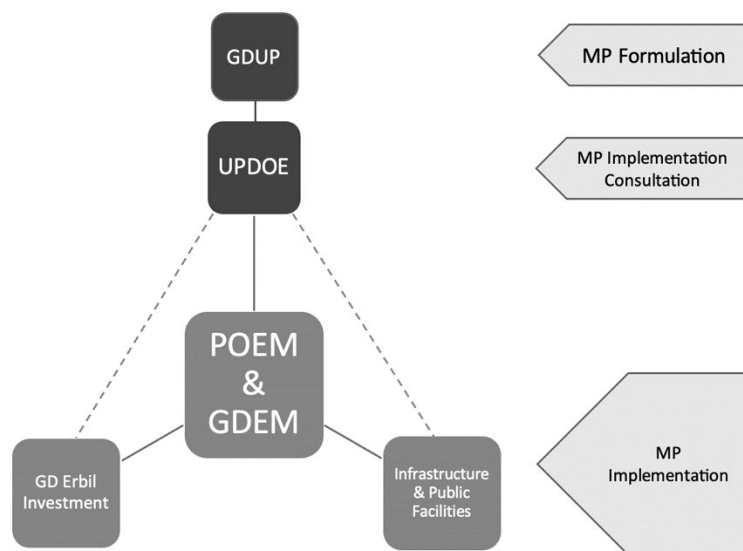 GDUP
MP Formulation
UPDOE
MP Implementation
Consultation
POEM
&
GDEM
GD Erbil
Investment
Infrastructure
& Public
Facilities
MP
Implementation